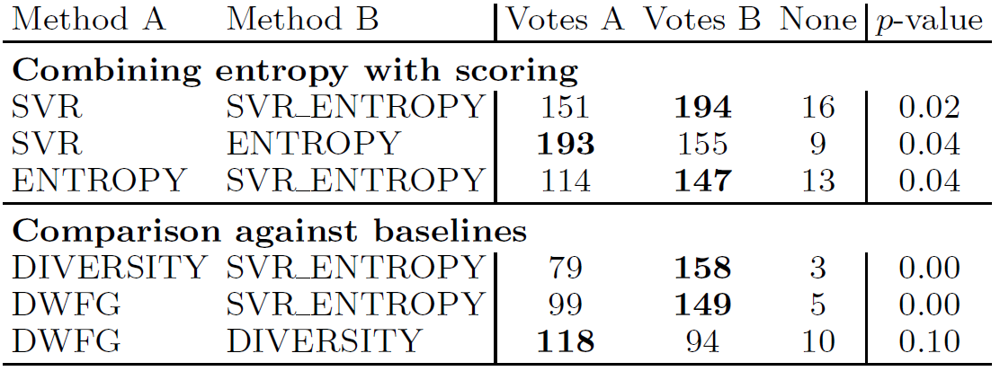 Method A Method B Votes A Votes B None p-value
Combining entropy with scoring
SVR SVR_ENTROPY 151 194 16 0.02
SVR ENTROPY 193 155 9 0.04
ENTROPY SVR_ENTROPY 114 147 13 0.04
Comparison against baselines
DIVERSITY SVR_ENTROPY 79 158 3 0.00
DWFG SVR_ENTROPY 99 149 5 0.00
DWFG DIVERSITY 118 94 10 0.10